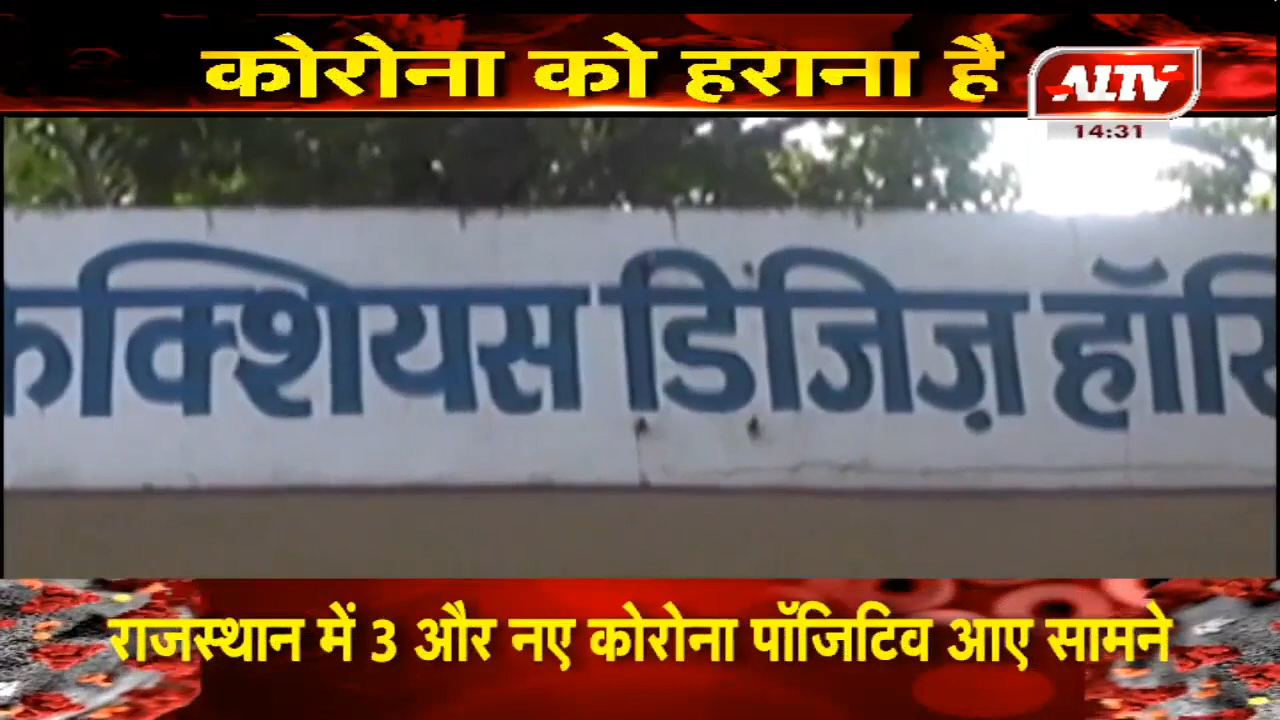 कोरोना को हराना है
ALTV
14:31
क्शियस डिंजिज़ हॉ
राजस्थान में 3 और नए कोरोना पॉजिटिव आए सामने